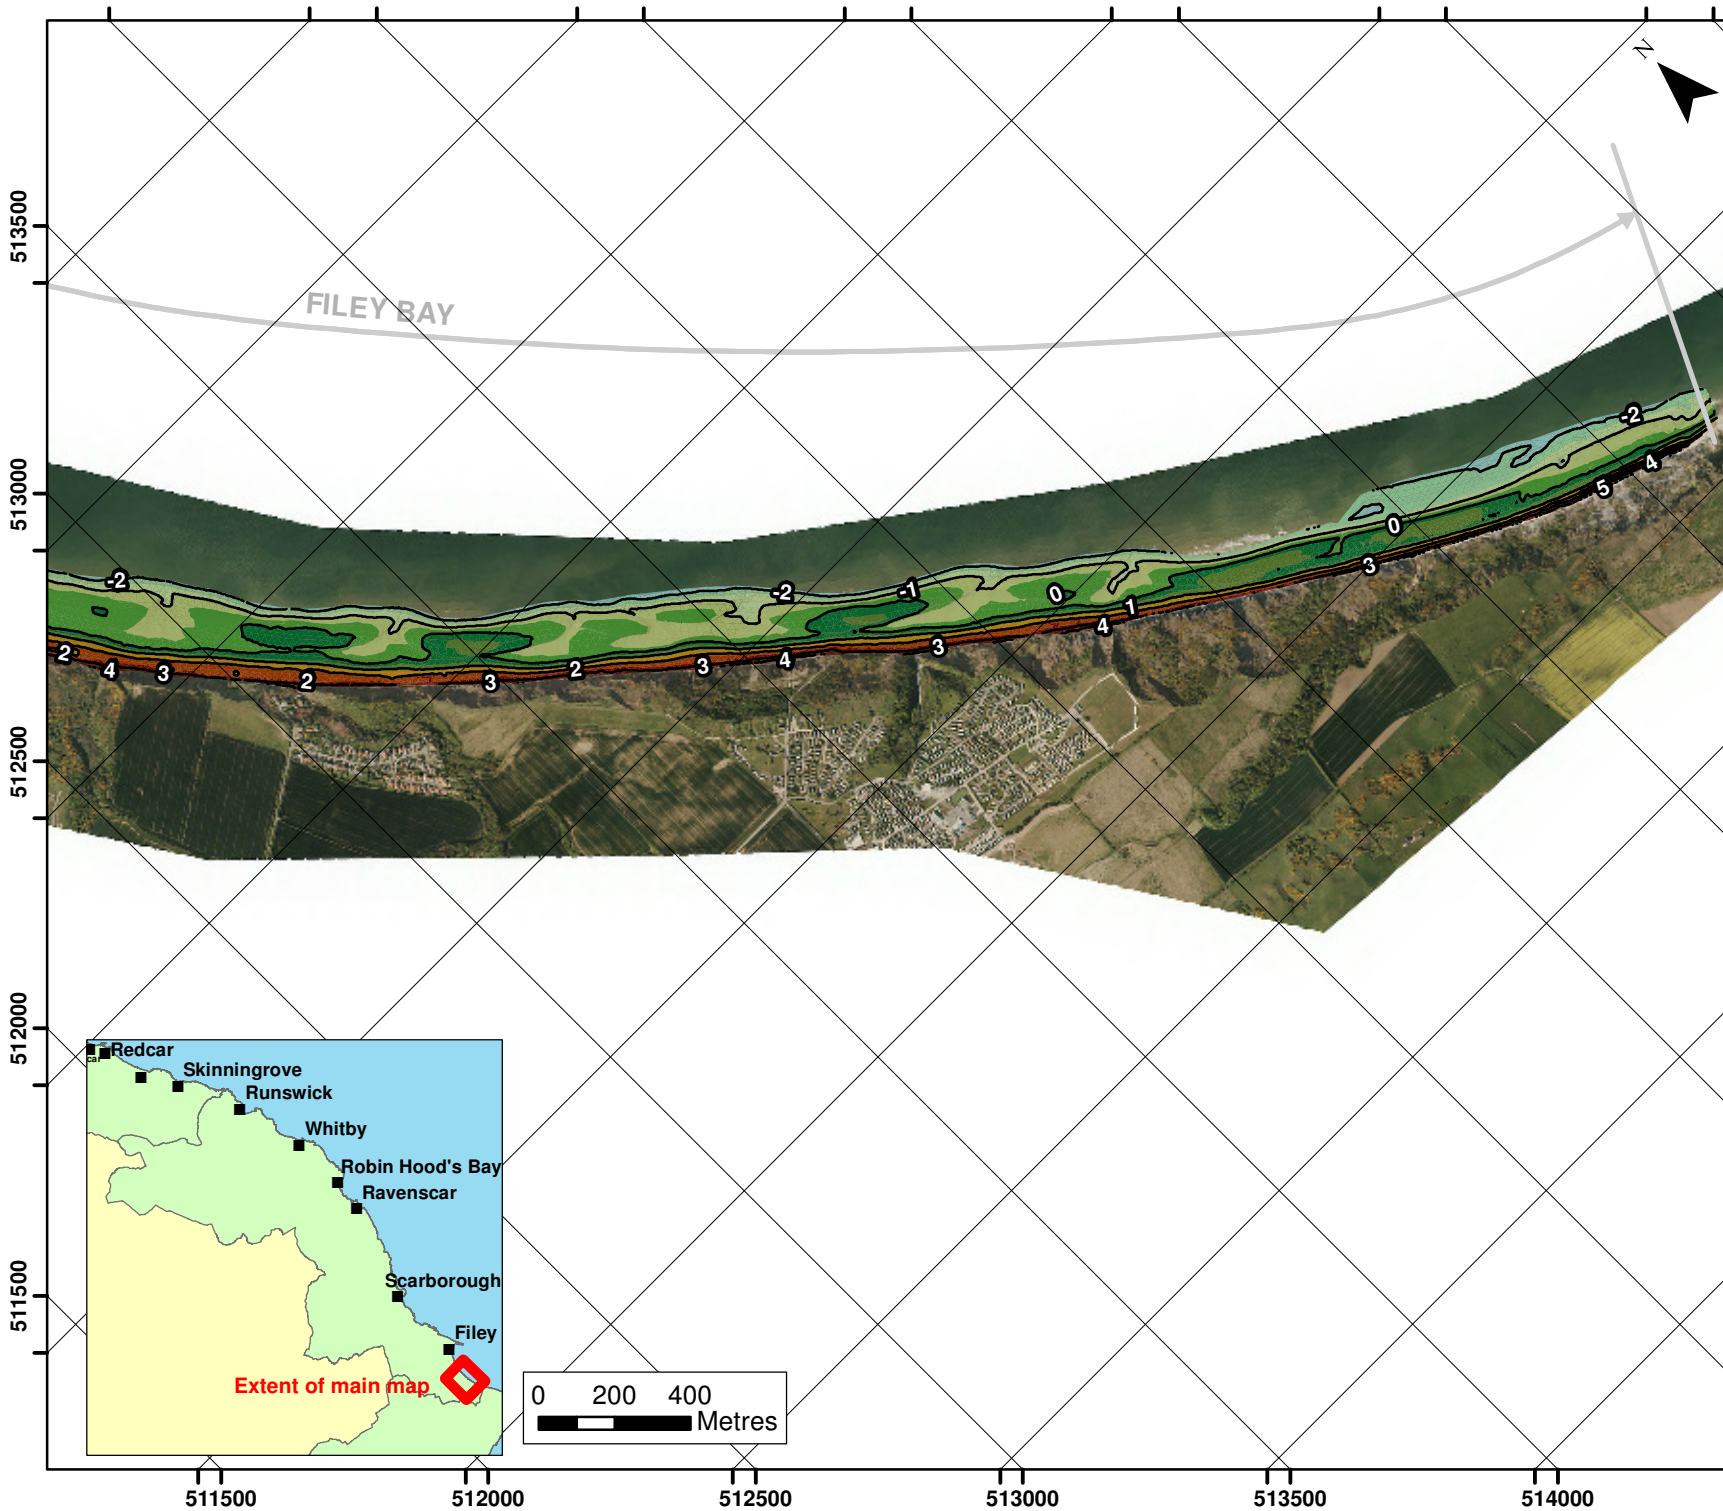 N
513500
FILEY BAY
-2
4
513000
5
0
3
-2
-2
-1
0
1
4
2
4
3
2
3
2
3
4
3
512500
512000
car
Redcar
Skinningrove
Runswick
Whitby
Robin Hood's Bay
Ravenscar
Scarborough
Filey
Extent of main map
511500
0 200 400
Metres
511500 512000 512500 513000 513500 514000